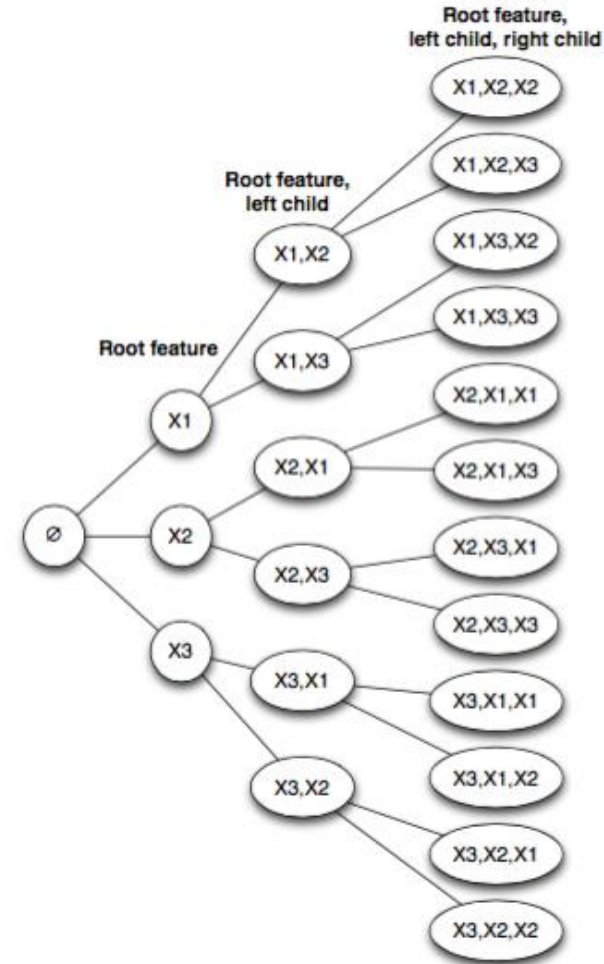 Root feature,
left child, right child
X1,X2,X2
X1,X2,X3
Root feature,
left child
X1,X2
X1,X3,X2
X1,X3,X3
Root feature
X1,X3
X2,X1,X1
X1
X2,X1
X2,X1,X3
∅
X2
X2,X3,X1
X2,X3
X2,X3,X3
X3
X3,X1
X3,X1,X1
X3,X1,X2
X3,X2
X3,X2,X1
X3,X2,X2